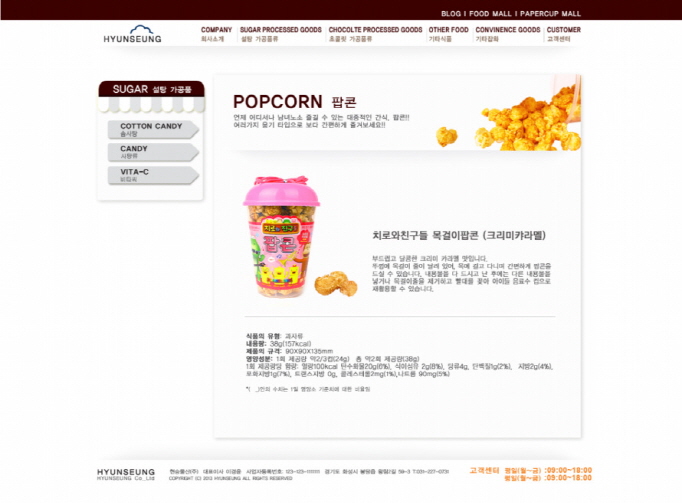 BLOG I FOOD MALL I PAPERCUP MALL
HYUNSEUNG
COMPANY SUGAR PROCESSED GOODS CHOCOLTE PROCESSED GOODS OTHER FOOD CONVINENCE GOODS CUSTOMER
회사소개 설탕 가공품류 초콜릿 가공품류 기타식품 기타잡화 고객센터
SUGAR 설탕 가공품
COTTON CANDY
솜사탕
CANDY
사탕류
VITA-C
비타씨
POPCORN 팝콘
언제 어디서나 남녀노소 즐길 수 있는 대중적인 간식, 팝콘!!
여러가지 용기 타입으로 보다 간편하게 즐겨보세요!!
치로와친구들
팝콘
치로와친구들 목걸이팝콘 (크리미카라멜)
부드럽고 달콤한 크리미 카라멜 맛입니다.
뚜껑에 목걸이 줄이 달려 있어, 목에 걸고 다니며 간편하게 팝콘을
드실 수 있습니다. 내용물을 다 드시고 난 후에는 다른 내용물을
넣거나 목걸이줄을 제거하고 빨대를 꽂아 아이들 음료수 컵으로
재활용할 수 있습니다.
식품의 유형: 과자류
내용량: 38g(157kcal)
제품의 규격: 90X90X135mm
영양성분: 1회 제공량 약2/3컵(24g) 총 약2회 제공량(38g)
1회 제공량당 함량: 열량100kcal 탄수화물20g(6%), 식이섬유 2g(8%), 당류4g, 단백질1g(2%), 지방2g(4%),
포화지방1g(7%), 트랜스지방 0g, 콜레스테롤2mg(1%),나트륨 90mg(5%)
*( )안의 수치는 1일 영양소 기준치에 대한 비율임
HYUNSEUNG
HYUNSEUNG Co.,Ltd
현승물산(주) 대표이사 사업자등록번호: 경기도 화성시
COPYRIGHT (C) 2012 HYUNSEUNG ALL RIGHTS RESERVED
고객센터 평일(월~금) :09:00~18:00
평일(월~금) :09:00~18:00